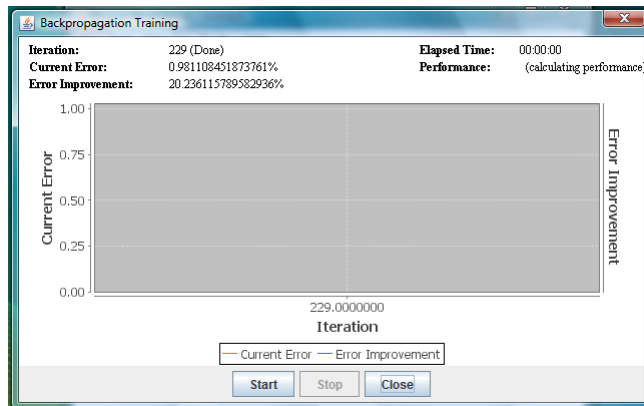 Backpropagation Training
Iteration: 229 (Done) Elapsed Time: 00:00:00
Current Error: 0.981108451873761% Performance: (calculating performance)
Error Improvement: 20.236115789582936%
1.00
0.75
0.50
0.25
0.00
Current Error
Error Improvement
229.0000000
Iteration
Current Error Error Improvement
Start Stop Close